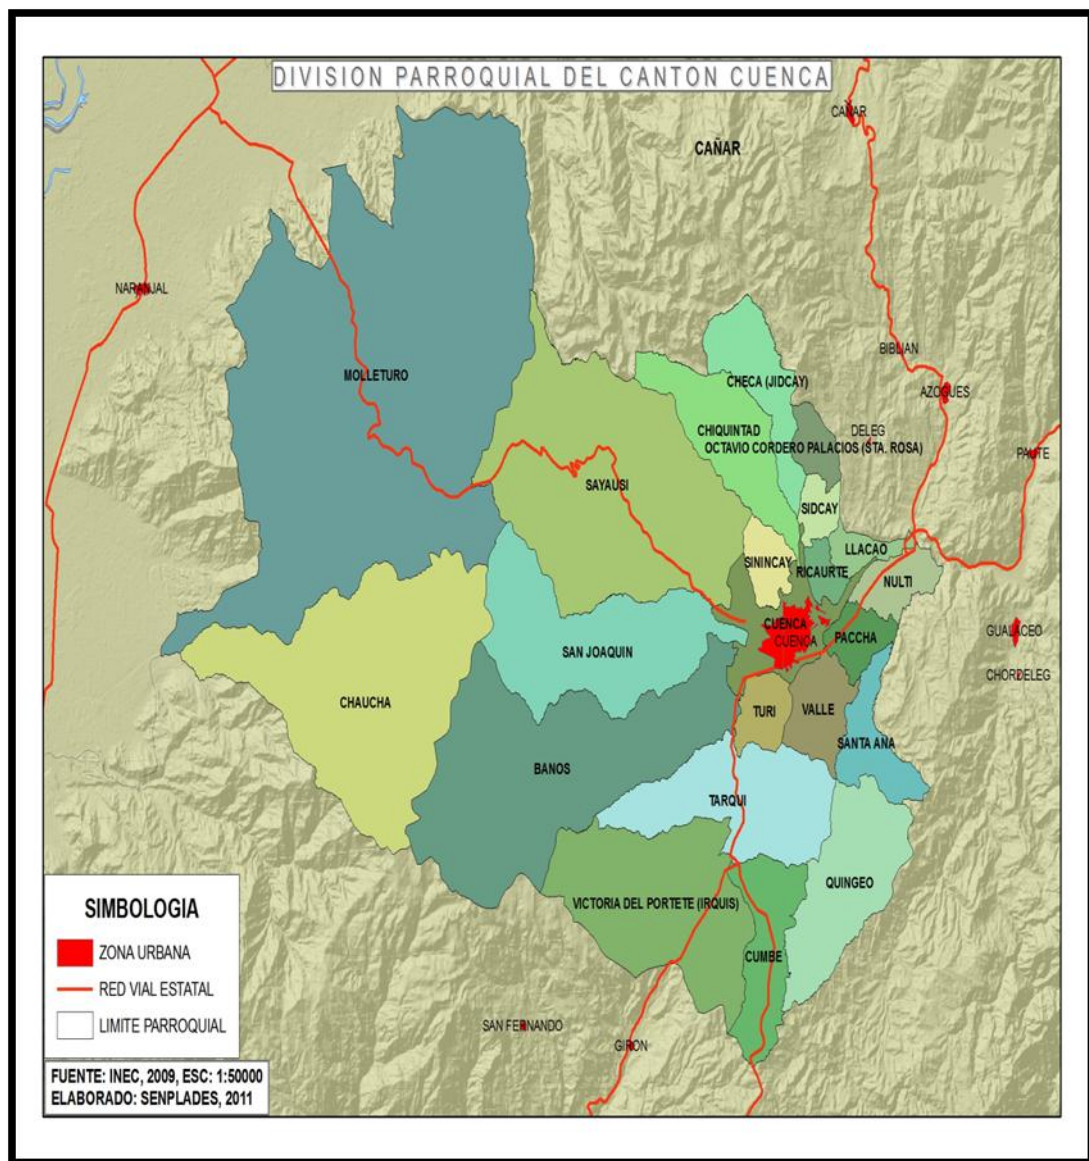 DIVISION PARROQUIAL DEL CANTON CUENCA
CAÑAR
CAÑAR
NARANJAL
BIBLIAN
MOLLETURO
CHECA (JIDCAY)
AZOGUES
CHIQUINTAD
DELEG
OCTAVIO CORDERO PALACIOS (STA. ROSA)
PAUTE
SAYAUSI
SIDCAY
LLACAO
SININCAY
RICAURTE
NULTI
CUENCA
CUENCA
PACCHA
GUALACEO
SAN JOAQUIN
CHORDELEG
CHAUCHA
TURI
VALLE
SANTA ANA
BANOS
TARQUI
QUINGEO
VICTORIA DEL PORTETE (IRQUIS)
CUMBE
SAN FERNANDO
GIRON
SIMBOLOGIA
ZONA URBANA
RED VIAL ESTATAL
LIMITE PARROQUIAL
FUENTE: INEC, 2009, ESC: 1:50000
ELABORADO: SENPLADES, 2011